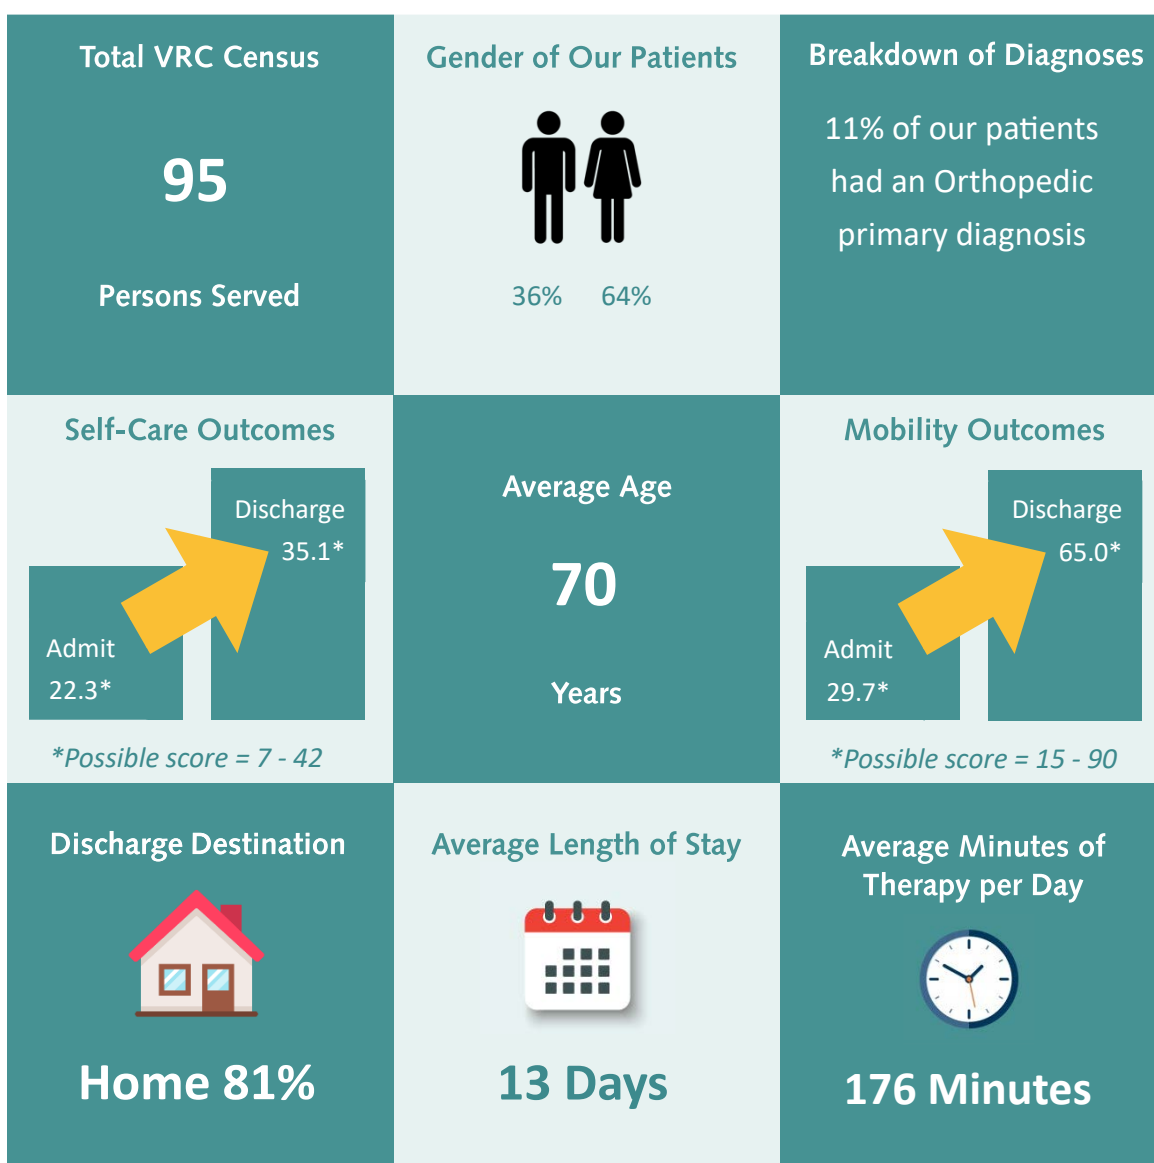 Total VRC Census
95
Persons Served
Gender of Our Patients
36% 64%
Breakdown of Diagnoses
11% of our patients
had an Orthopedic
primary diagnosis
Self-Care Outcomes
Discharge
35.1*
Admit
22.3*
*Possible score = 7 - 42
Average Age
70
Years
Mobility Outcomes
Discharge
65.0*
Admit
29.7*
*Possible score = 15 - 90
Discharge Destination
Home 81%
Average Length of Stay
13 Days
Average Minutes of
Therapy per Day
176 Minutes